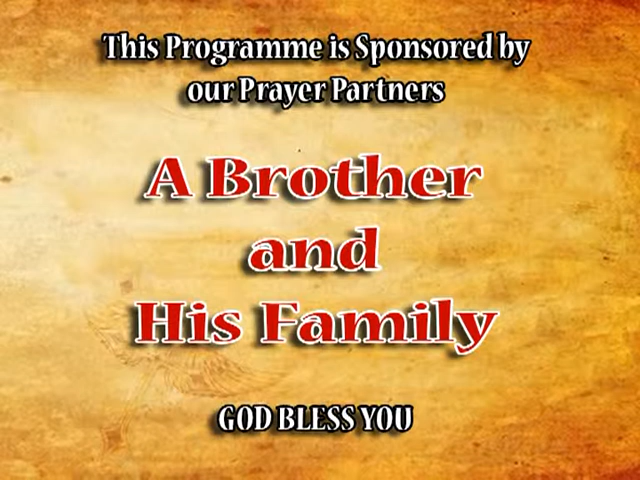 This Programme is Sponsored by
our Prayer Partners
A Brother
and
His Family
GOD BLESS YOU